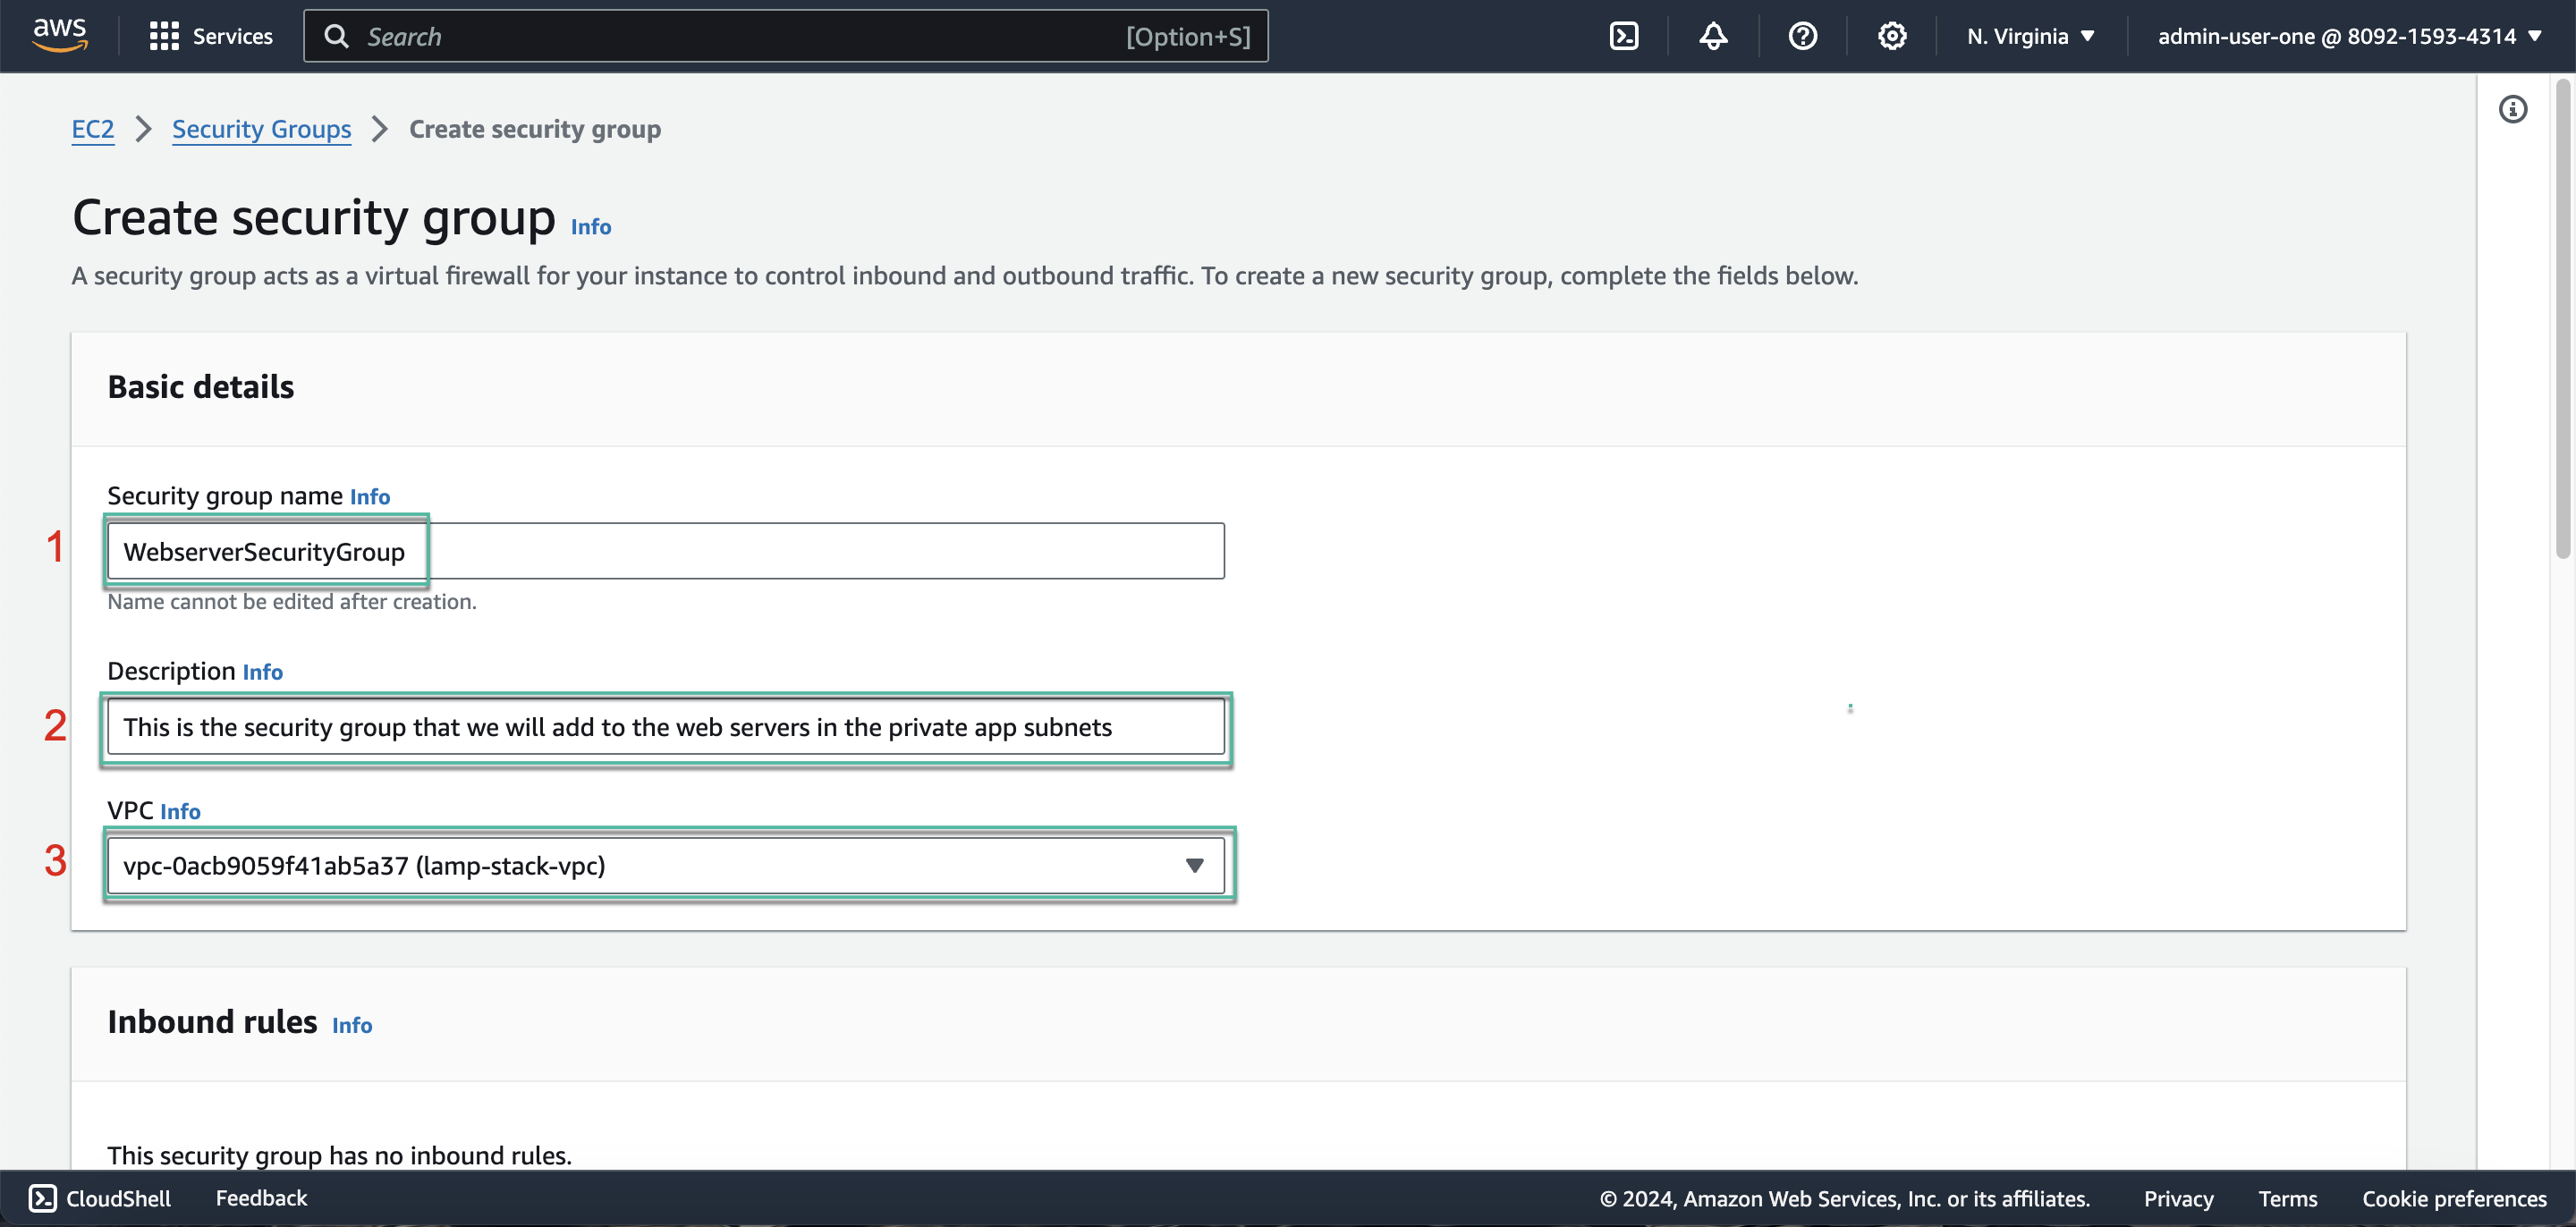 aws
Services
Search
[Option+S]
N. Virginia
admin-user-one @ 8092-1593-4314
EC2
Security Groups
Create security group
Create security group Info
A security group acts as a virtual firewall for your instance to control inbound and outbound traffic. To create a new security group, complete the fields below.
Basic details
Security group name Info
1
WebserverSecurityGroup
Name cannot be edited after creation.
Description Info
2
This is the security group that we will add to the web servers in the private app subnets
VPC Info
3
vpc-0acb9059f41ab5a37 (lamp-stack-vpc)
Inbound rules Info
This security group has no inbound rules.
CloudShell
Feedback
© 2024, Amazon Web Services, Inc. or its affiliates.
Privacy
Terms
Cookie preferences